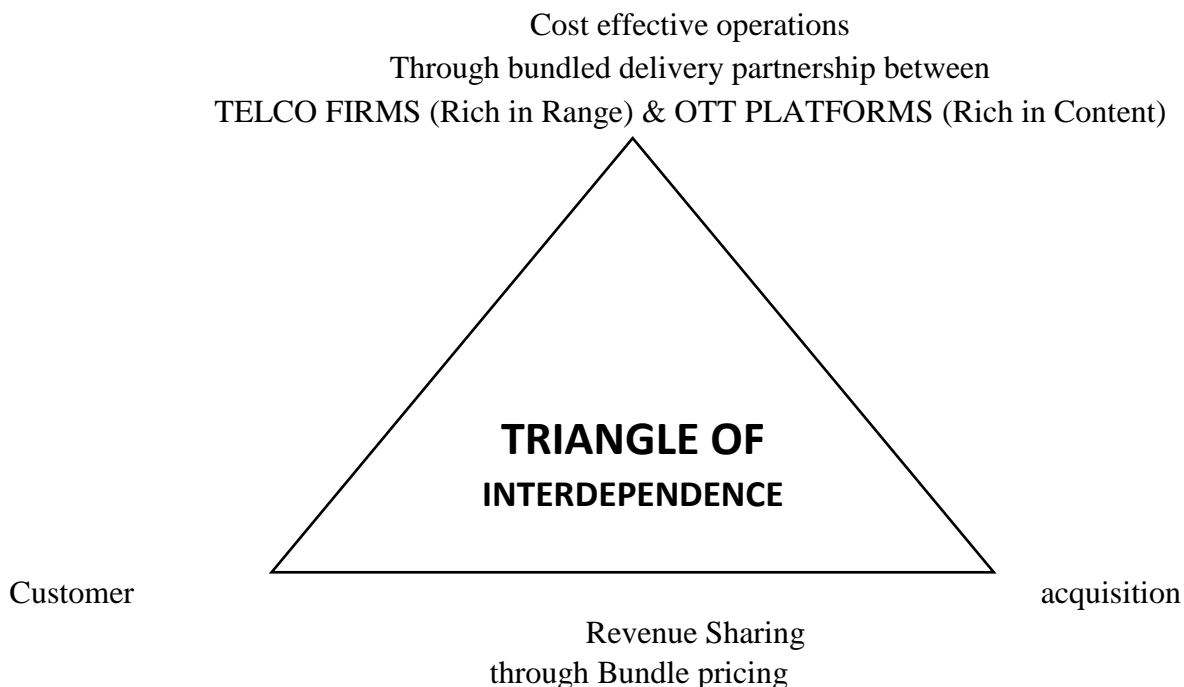 Cost effective operations
Through bundled delivery partnership between
TELCO FIRMS (Rich in Range) & OTT PLATFORMS (Rich in Content)
TRIANGLE OF
INTERDEPENDENCE
Customer acquisition
Revenue Sharing
through Bundle pricing